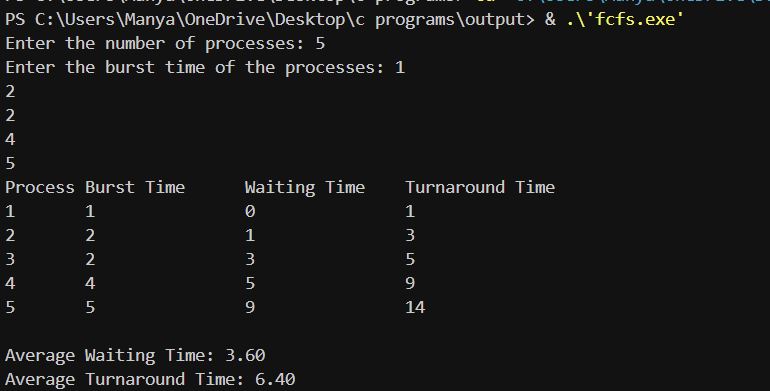 PS C:\Users\Manya\OneDrive\Desktop\c programs\output> & .\'fcfs.exe'
Enter the number of processes: 5
Enter the burst time of the processes: 1
2
2
4
5
Process Burst Time Waiting Time Turnaround Time
1 1 0 1
2 2 1 3
3 2 3 5
4 4 5 9
5 5 9 14
Average Waiting Time: 3.60
Average Turnaround Time: 6.40